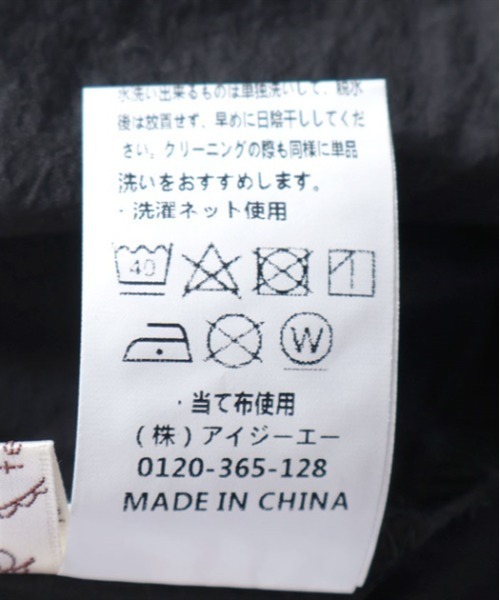 水洗い出来るものは単独洗いして、脱水
後は放置せず、早めに日陰干ししてくだ
さい。クリーニングの際も同様に単品
洗いをおすすめします。
・洗濯ネット使用
40
W
・当て布使用
(株)アイジーエー
0120-365-128
MADE IN CHINA